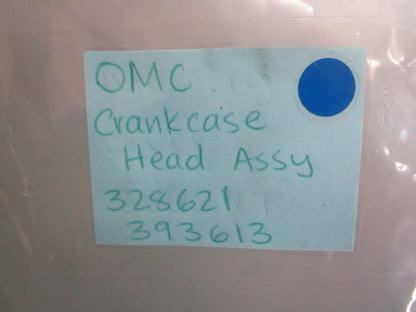 OMC
Crankcase
Head Assy
328621
393613